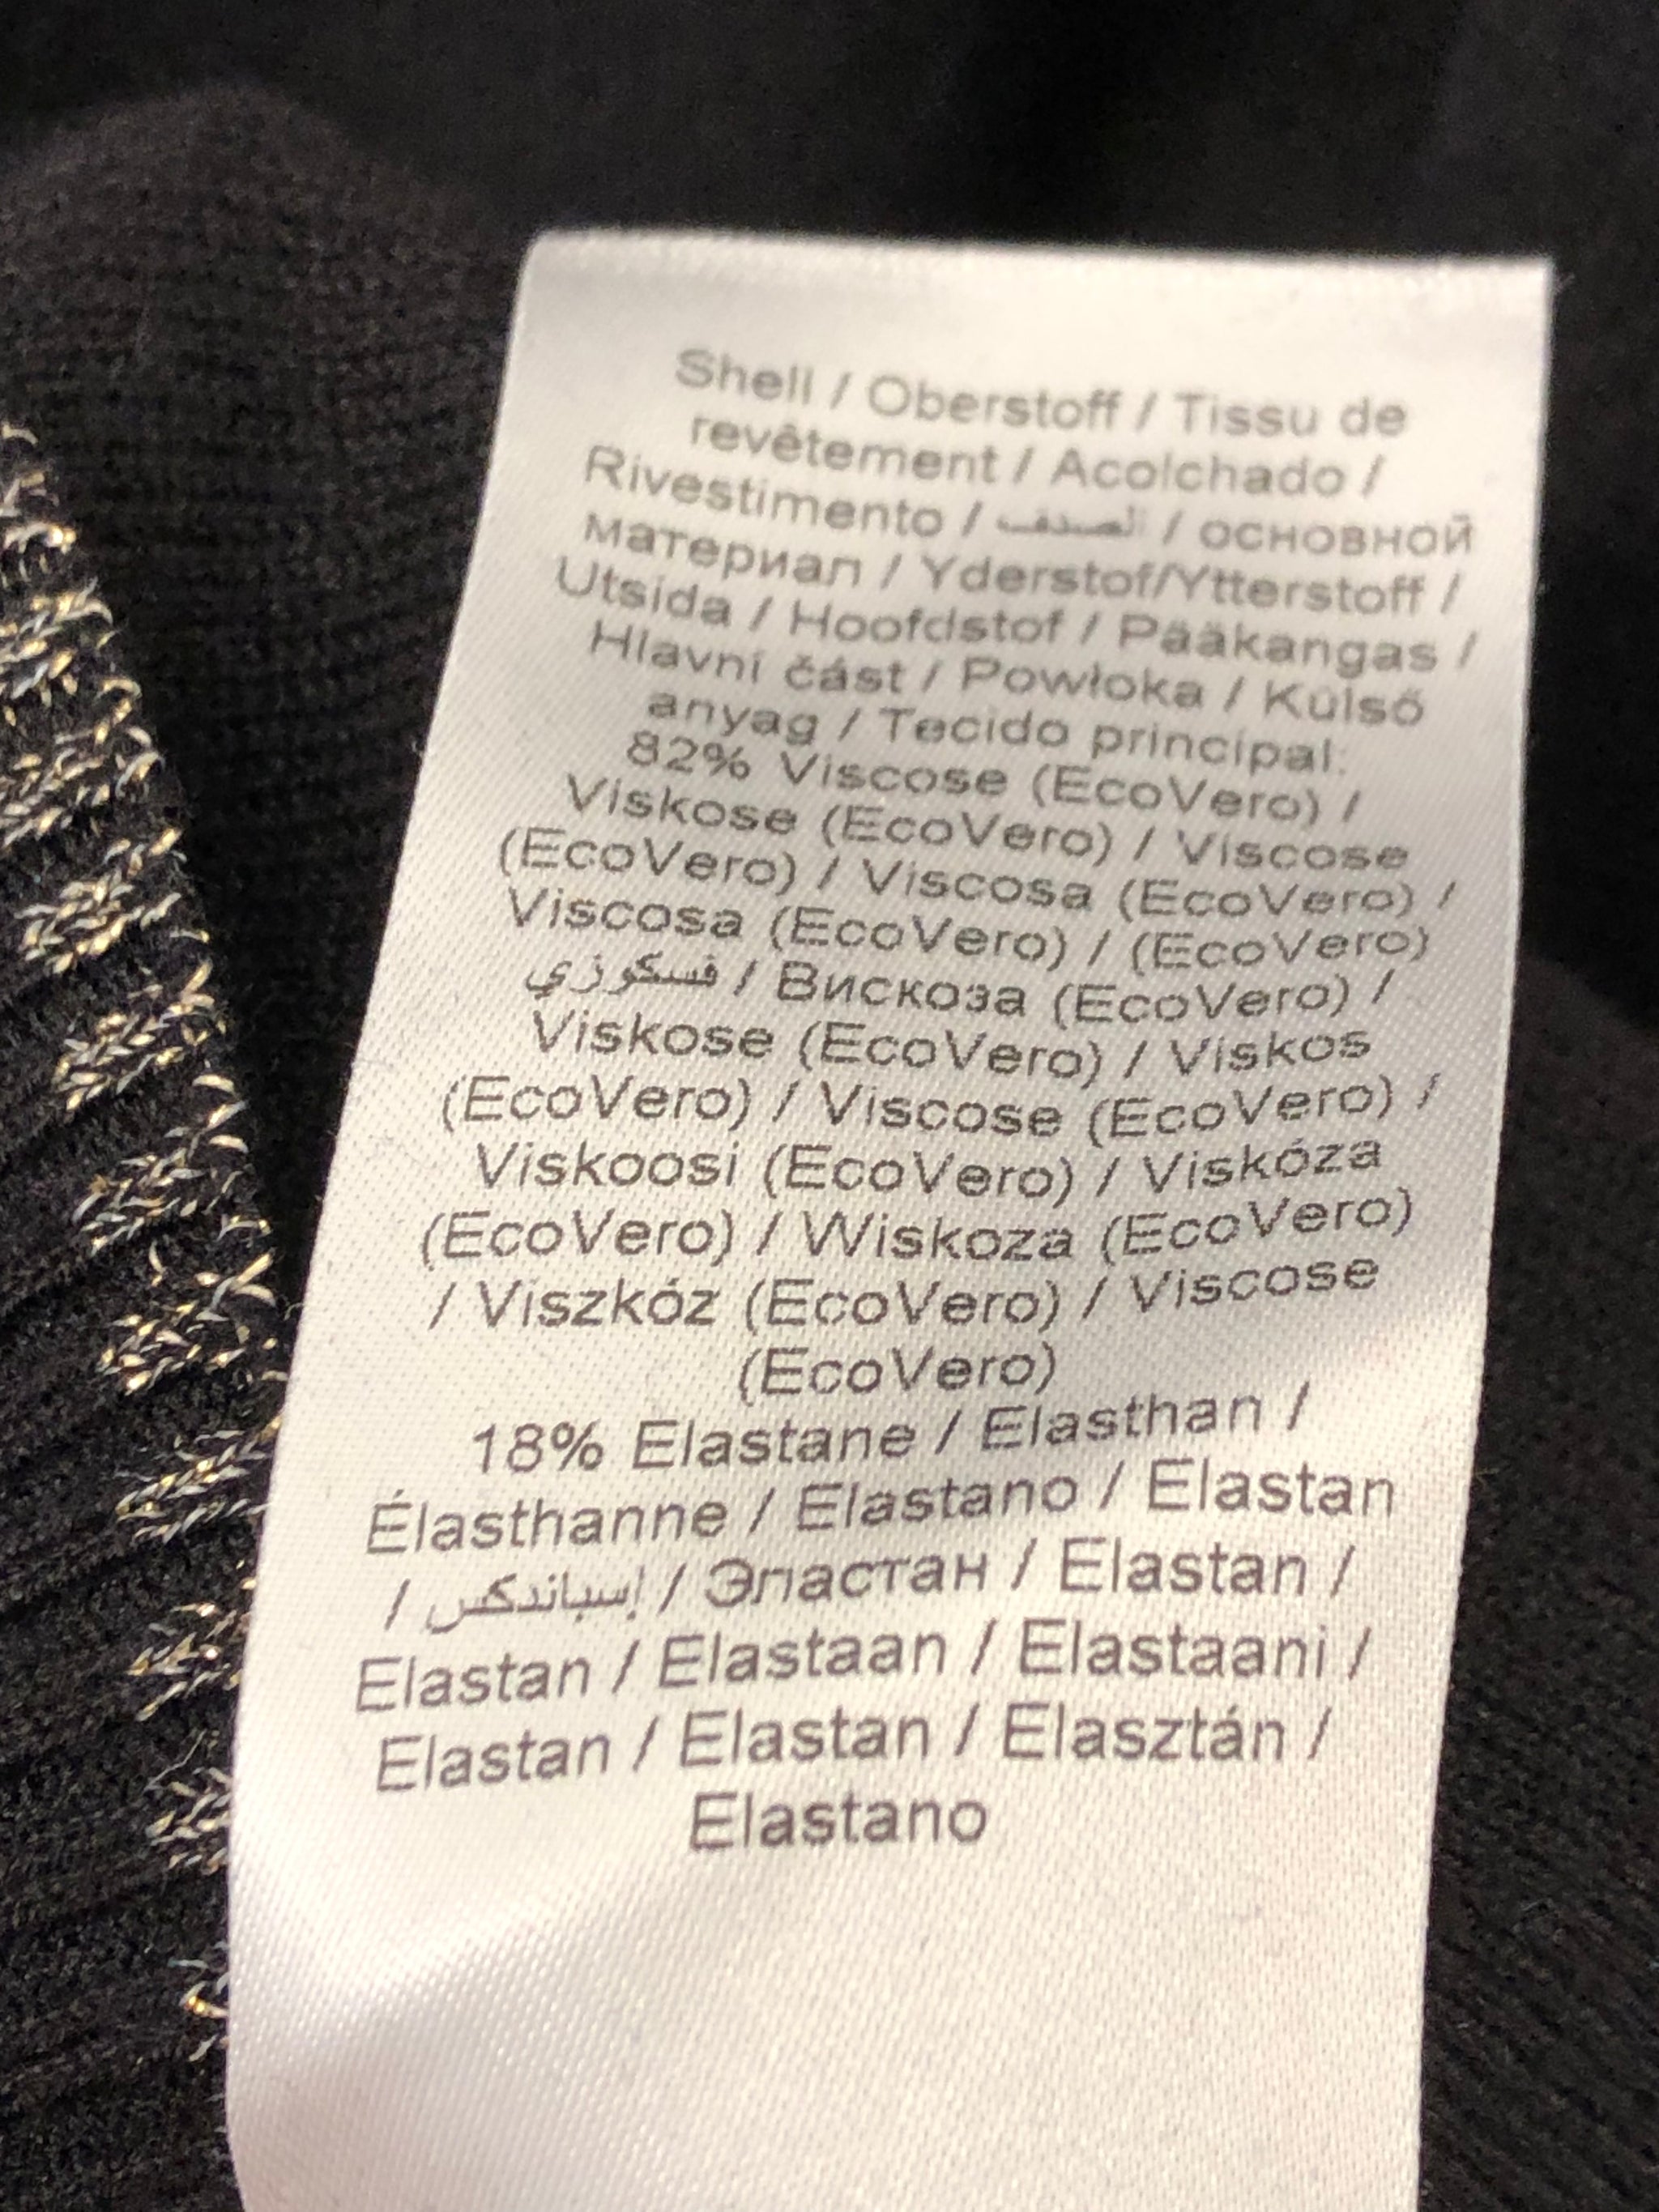 Shell / Oberstoff / Tissu de
revêtement / Acolchado /
Rivestimento / الصدف / основной
материал / Yderstof/Ytterstoff /
Utsida / Hoofdstof / Pääkangas /
Hlavní část / Powłoka / Külső
anyag / Tecido principal:
82% Viscose (EcoVero) /
Viskose (EcoVero) / Viscose
(EcoVero) / Viscosa (EcoVero) /
Viscosa (EcoVero) / (EcoVero)
فسكوزي / Вискоза (EcoVero) /
Viskose (EcoVero) / Viskos
(EcoVero) / Viscose (EcoVero) /
Viskoosi (EcoVero) / Viskóza
(EcoVero) / Wiskoza (EcoVero)
/ Viszkóz (EcoVero) / Viscose
(EcoVero)
18% Elastane / Elasthan /
Élasthanne / Elastano / Elastan
/ إسباندكس / Эластан / Elastan /
Elastan / Elastaan / Elastaani /
Elastan / Elastan / Elasztán /
Elastano